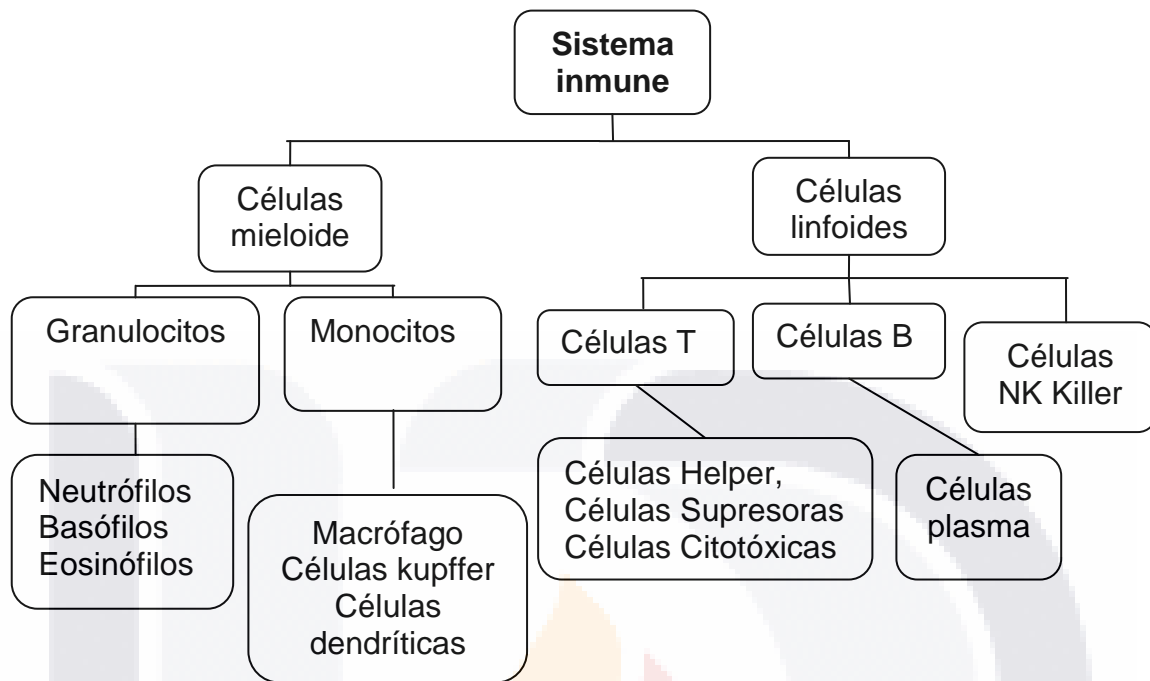 Sistema
inmune
Células
mieloide
Células
linfoides
Granulocitos
Monocitos
Células T
Células B
Células
NK Killer
Neutrófilos
Basófilos
Eosinófilos
Macrófago
Células kupffer
Células
dendríticas
Células Helper,
Células Supresoras
Células Citotóxicas
Células
plasma